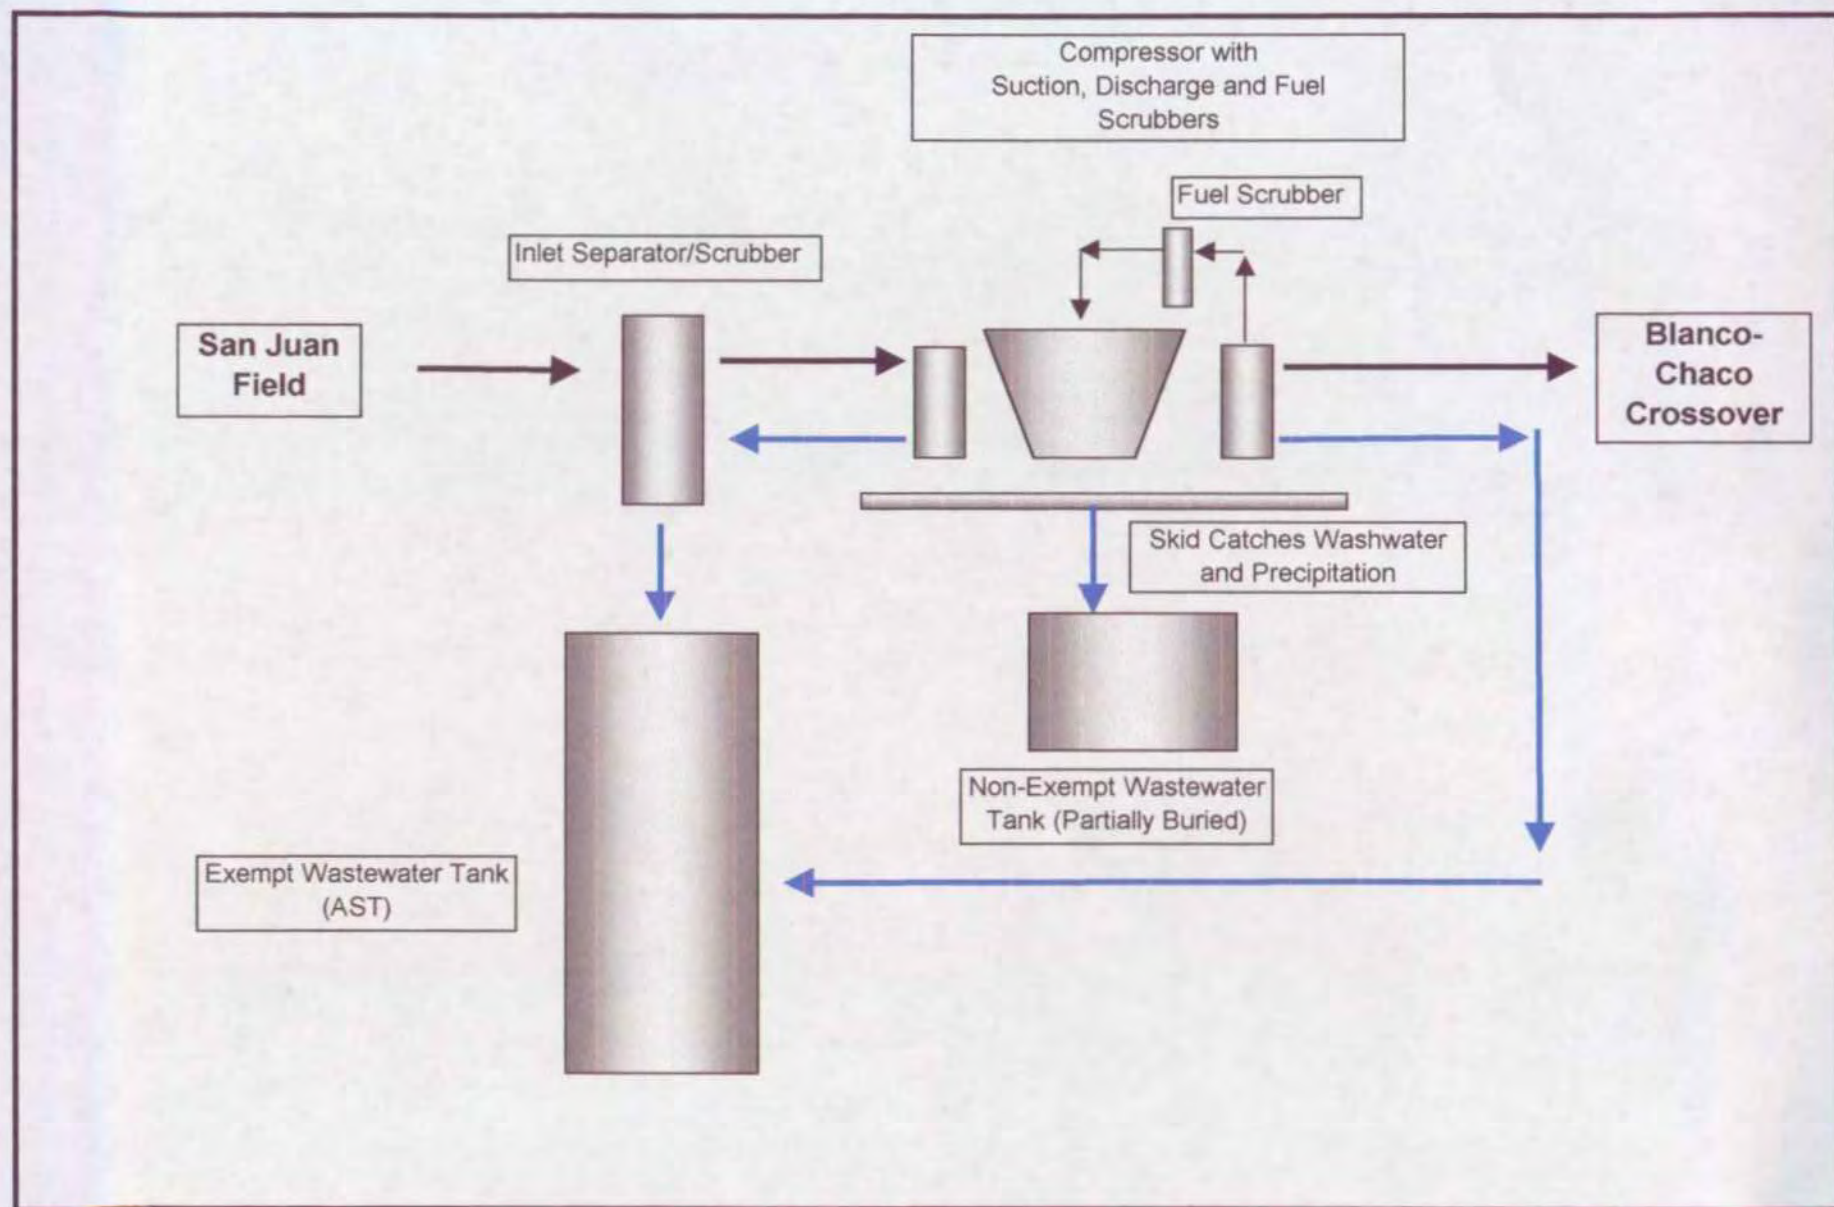 Compressor with
Suction, Discharge and Fuel
Scrubbers
Fuel Scrubber
Inlet Separator/Scrubber
San Juan
Field
Blanco-
Chaco
Crossover
Skid Catches Washwater
and Precipitation
Non-Exempt Wastewater
Tank (Partially Buried)
Exempt Wastewater Tank
(AST)